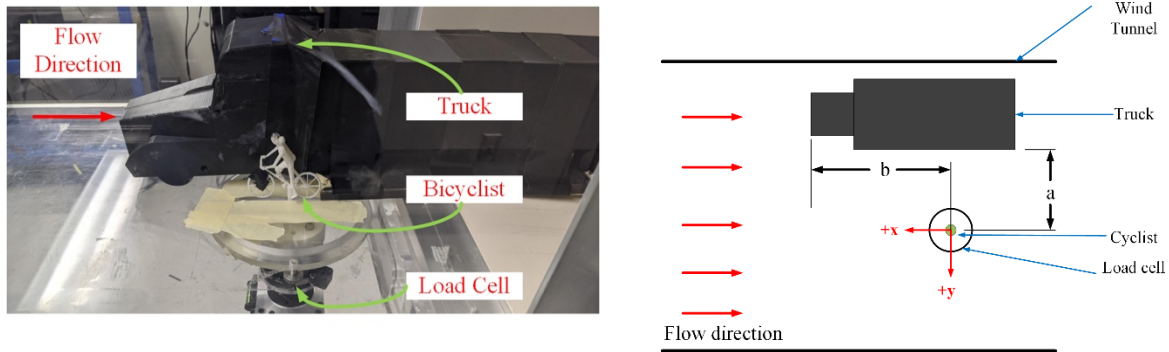 Flow
Direction
Truck
Bicyclist
Load Cell
Wind
Tunnel
Truck
b
a
+x
Cyclist
Load cell
+y
Flow direction